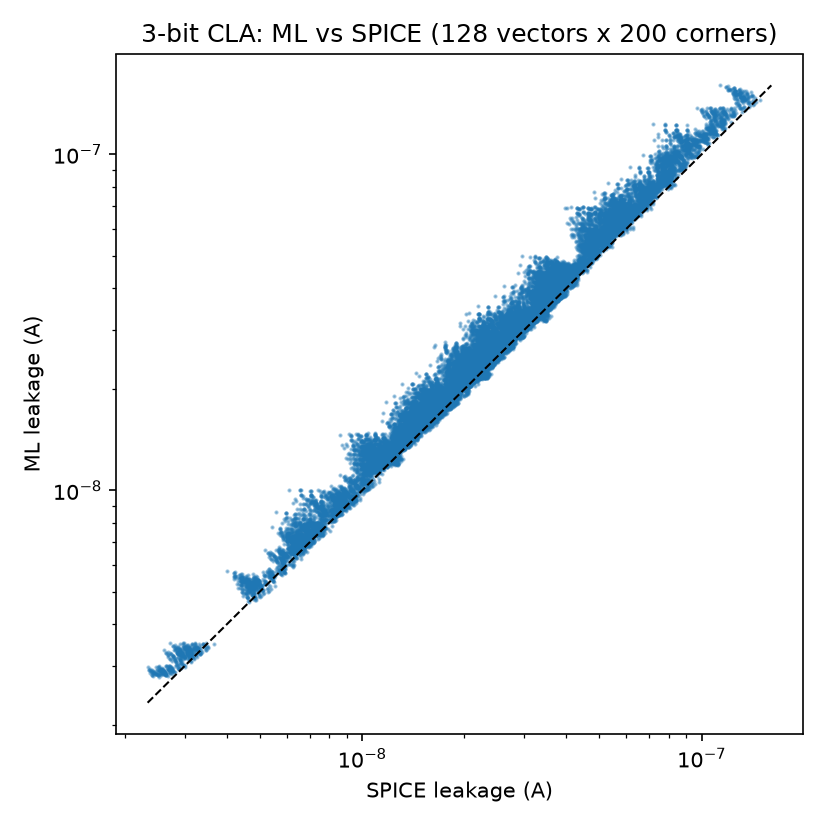 3-bit CLA: ML vs SPICE (128 vectors x 200 corners)
10⁻⁷
10⁻⁸
ML leakage (A)
10⁻⁸ 10⁻⁷
SPICE leakage (A)